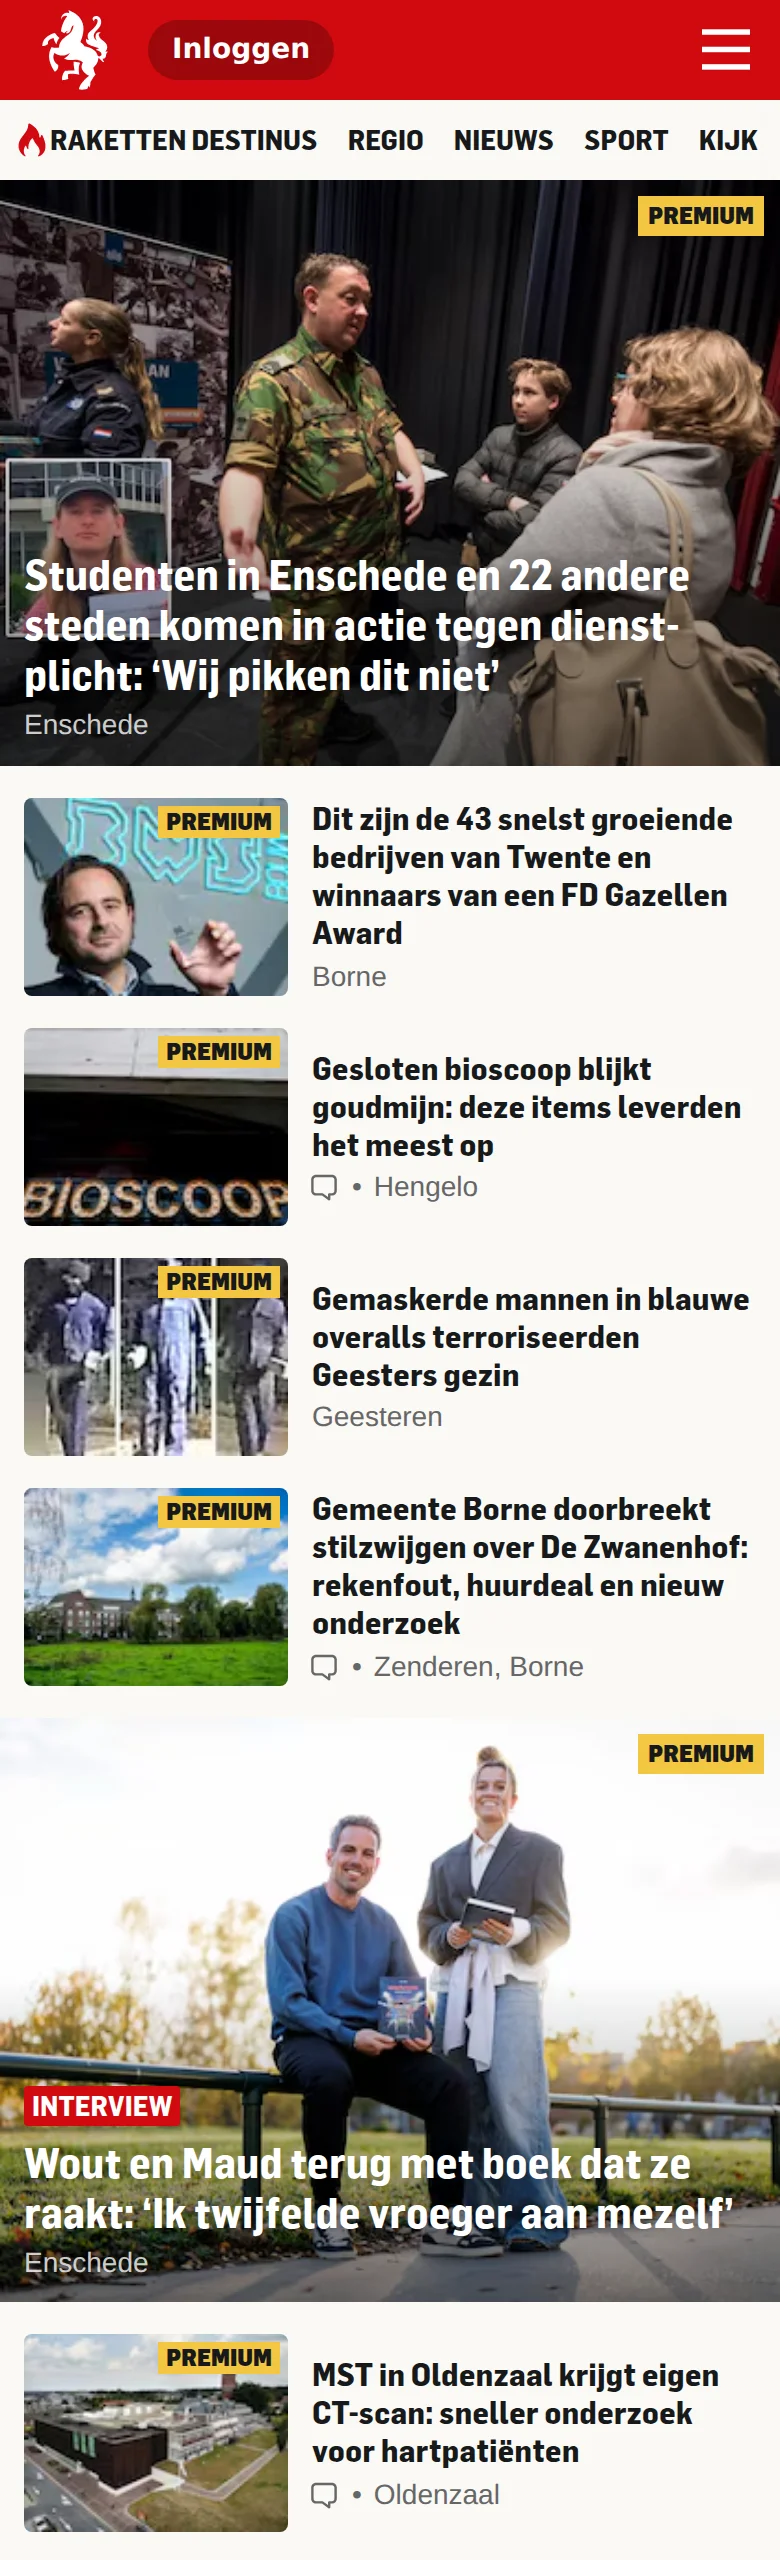 Inloggen
RAKETTEN DESTINUS REGIO NIEUWS SPORT KIJK
PREMIUM
Studenten in Enschede en 22 andere
steden komen in actie tegen dienst-
plicht: ‘Wij pikken dit niet’
Enschede
PREMIUM
Dit zijn de 43 snelst groeiende
bedrijven van Twente en
winnaars van een FD Gazellen
Award
Borne
PREMIUM
BIOSCOOP
Gesloten bioscoop blijkt
goudmijn: deze items leverden
het meest op
• Hengelo
PREMIUM
Gemaskerde mannen in blauwe
overalls terroriseerden
Geesters gezin
Geesteren
PREMIUM
Gemeente Borne doorbreekt
stilzwijgen over De Zwanenhof:
rekenfout, huurdeal en nieuw
onderzoek
• Zenderen, Borne
PREMIUM
INTERVIEW
Wout en Maud terug met boek dat ze
raakt: ‘Ik twijfelde vroeger aan mezelf’
Enschede
PREMIUM
MST in Oldenzaal krijgt eigen
CT-scan: sneller onderzoek
voor hartpatiënten
• Oldenzaal